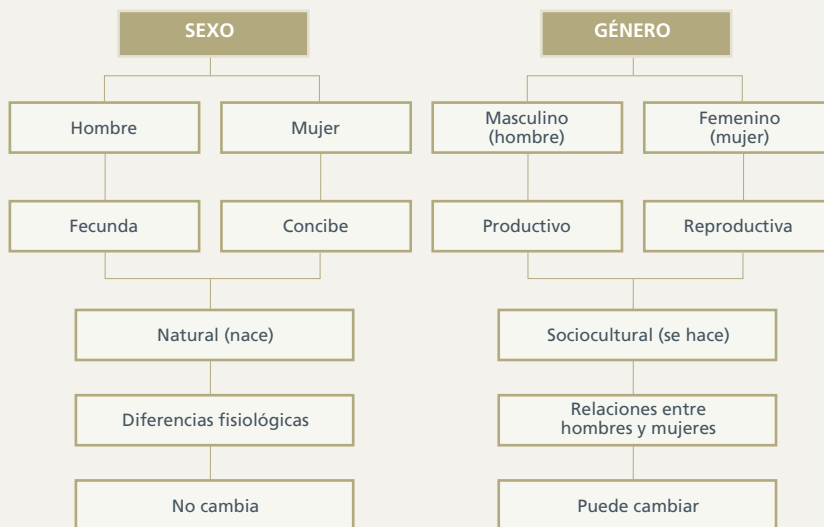 SEXO
Hombre
Mujer
Fecunda
Concibe
Natural (nace)
Diferencias fisiológicas
No cambia
GÉNERO
Masculino
(hombre)
Femenino
(mujer)
Productivo
Reproductiva
Sociocultural (se hace)
Relaciones entre
hombres y mujeres
Puede cambiar